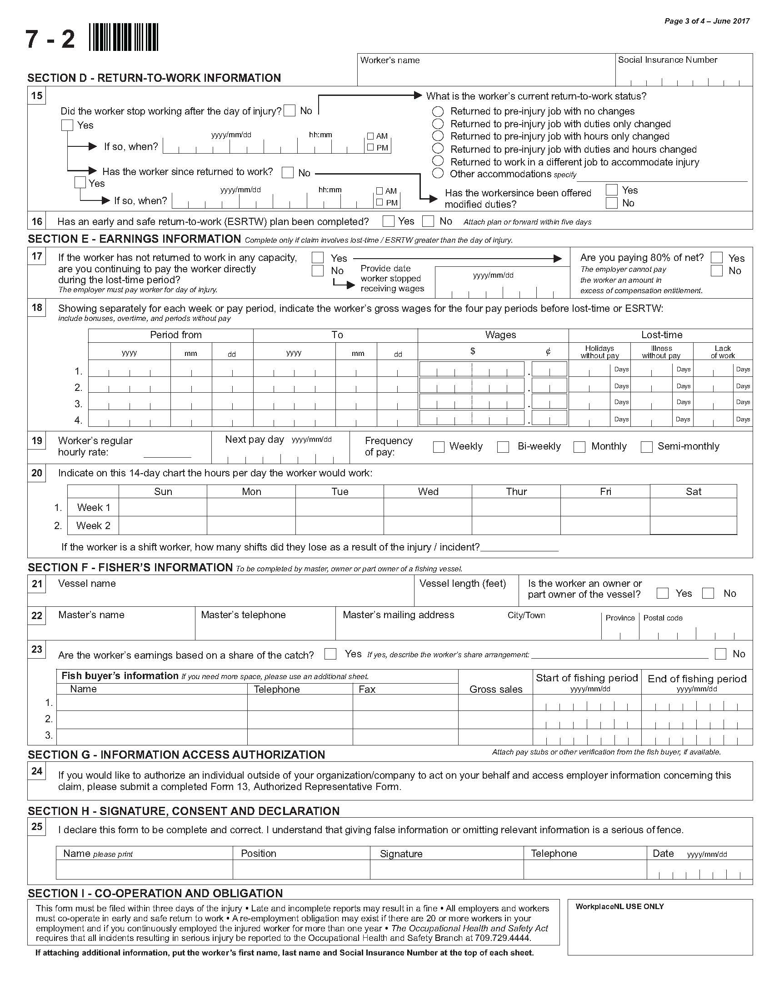 Page 3 of 4 – June 2017
7 - 2
Worker's name
Social Insurance Number
SECTION D - RETURN-TO-WORK INFORMATION
15
Did the worker stop working after the day of injury? No
Yes
If so, when?
yyyy/mm/dd
hh:mm
AM
PM
Has the worker since returned to work? No
Yes
If so, when?
yyyy/mm/dd
hh:mm
AM
PM
What is the worker's current return-to-work status?
Returned to pre-injury job with no changes
Returned to pre-injury job with duties only changed
Returned to pre-injury job with hours only changed
Returned to pre-injury job with duties and hours changed
Returned to work in a different job to accommodate injury
Other accommodations specify
Has the workersince been offered
modified duties?
Yes
No
16 Has an early and safe return-to-work (ESRTW) plan been completed? Yes No Attach plan or forward within five days
SECTION E - EARNINGS INFORMATION Complete only if claim involves lost-time / ESRTW greater than the day of injury.
17
If the worker has not returned to work in any capacity,
are you continuing to pay the worker directly
during the lost-time period?
The employer must pay worker for day of injury.
Yes
No
Provide date
worker stopped
receiving wages
yyyy/mm/dd
Are you paying 80% of net?
The employer cannot pay
the worker an amount in
excess of compensation entitlement.
Yes
No
18 Showing separately for each week or pay period, indicate the worker's gross wages for the four pay periods before lost-time or ESRTW:
include bonuses, overtime, and periods without pay
Period from To Wages Lost-time
yyyy mm dd yyyy mm dd $ ¢
Holidays
without pay
Illness
without pay
Lack
of work
1. . Days Days Days
2. . Days Days Days
3. . Days Days Days
4. . Days Days Days
19
Worker's regular
hourly rate:
Next pay day yyyy/mm/dd
Frequency
of pay:
Weekly Bi-weekly Monthly Semi-monthly
20 Indicate on this 14-day chart the hours per day the worker would work:
Sun Mon Tue Wed Thur Fri Sat
1. Week 1
2. Week 2
If the worker is a shift worker, how many shifts did they lose as a result of the injury / incident?
SECTION F - FISHER'S INFORMATION To be completed by master, owner or part owner of a fishing vessel.
21 Vessel name
Vessel length (feet)
Is the worker an owner or
part owner of the vessel?
Yes No
22 Master's name Master's telephone Master's mailing address City/Town Province Postal code
23
Are the worker's earnings based on a share of the catch? Yes If yes, describe the worker's share arrangement: No
Fish buyer's information If you need more space, please use an additional sheet.
Name Telephone Fax Gross sales
Start of fishing period
yyyy/mm/dd
End of fishing period
yyyy/mm/dd
1.
2.
3.
Attach pay stubs or other verification from the fish buyer, if available.
SECTION G - INFORMATION ACCESS AUTHORIZATION
24
If you would like to authorize an individual outside of your organization/company to act on your behalf and access employer information concerning this
claim, please submit a completed Form 13, Authorized Representative Form.
SECTION H - SIGNATURE, CONSENT AND DECLARATION
25
I declare this form to be complete and correct. I understand that giving false information or omitting relevant information is a serious offence.
Name please print Position Signature Telephone Date yyyy/mm/dd
SECTION I - CO-OPERATION AND OBLIGATION
This form must be filed within three days of the injury • Late and incomplete reports may result in a fine • All employers and workers
must co-operate in early and safe return to work • A re-employment obligation may exist if there are 20 or more workers in your
employment and if you continuously employed the injured worker for more than one year • The Occupational Health and Safety Act
requires that all incidents resulting in serious injury be reported to the Occupational Health and Safety Branch at 709.729.4444.
WorkplaceNL USE ONLY
If attaching additional information, put the worker's first name, last name and Social Insurance Number at the top of each sheet.